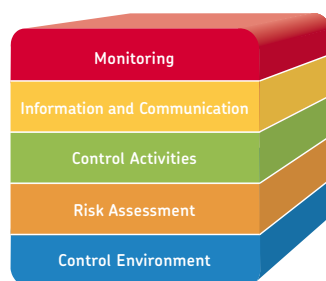 Monitoring
Information and Communication
Control Activities
Risk Assessment
Control Environment